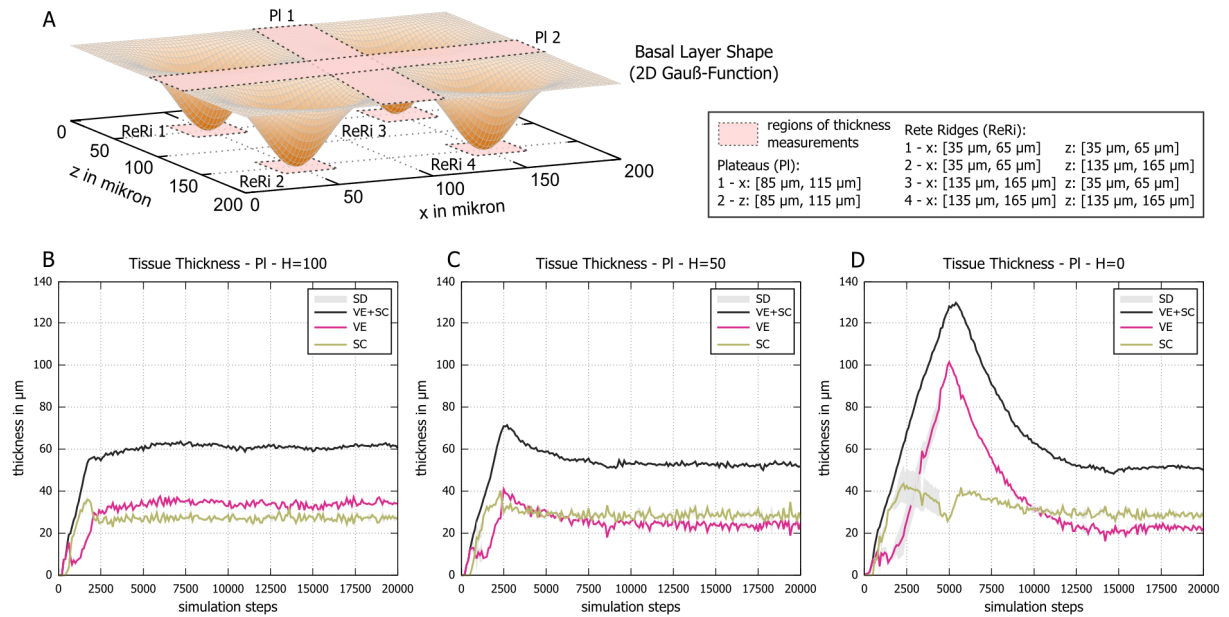 A
Pl 1
Pl 2
Basal Layer Shape
(2D Gauß-Function)
ReRi 1
ReRi 2
ReRi 3
ReRi 4
0
50
100
150
200
z in mikron
0
50
100
150
200
x in mikron
regions of thickness
measurements
Plateaus (Pl):
1 - x: [85 µm, 115 µm]
2 - z: [85 µm, 115 µm]
Rete Ridges (ReRi):
1 - x: [35 µm, 65 µm] z: [35 µm, 65 µm]
2 - x: [35 µm, 65 µm] z: [135 µm, 165 µm]
3 - x: [135 µm, 165 µm] z: [35 µm, 65 µm]
4 - x: [135 µm, 165 µm] z: [135 µm, 165 µm]
B
Tissue Thickness - Pl - H=100
140
120
100
80
60
40
20
0
thickness in µm
SD
VE+SC
VE
SC
0 2500 5000 7500 10000 12500 15000 17500 20000
simulation steps
C
Tissue Thickness - Pl - H=50
140
120
100
80
60
40
20
0
thickness in µm
SD
VE+SC
VE
SC
0 2500 5000 7500 10000 12500 15000 17500 20000
simulation steps
D
Tissue Thickness - Pl - H=0
140
120
100
80
60
40
20
0
thickness in µm
SD
VE+SC
VE
SC
0 2500 5000 7500 10000 12500 15000 17500 20000
simulation steps